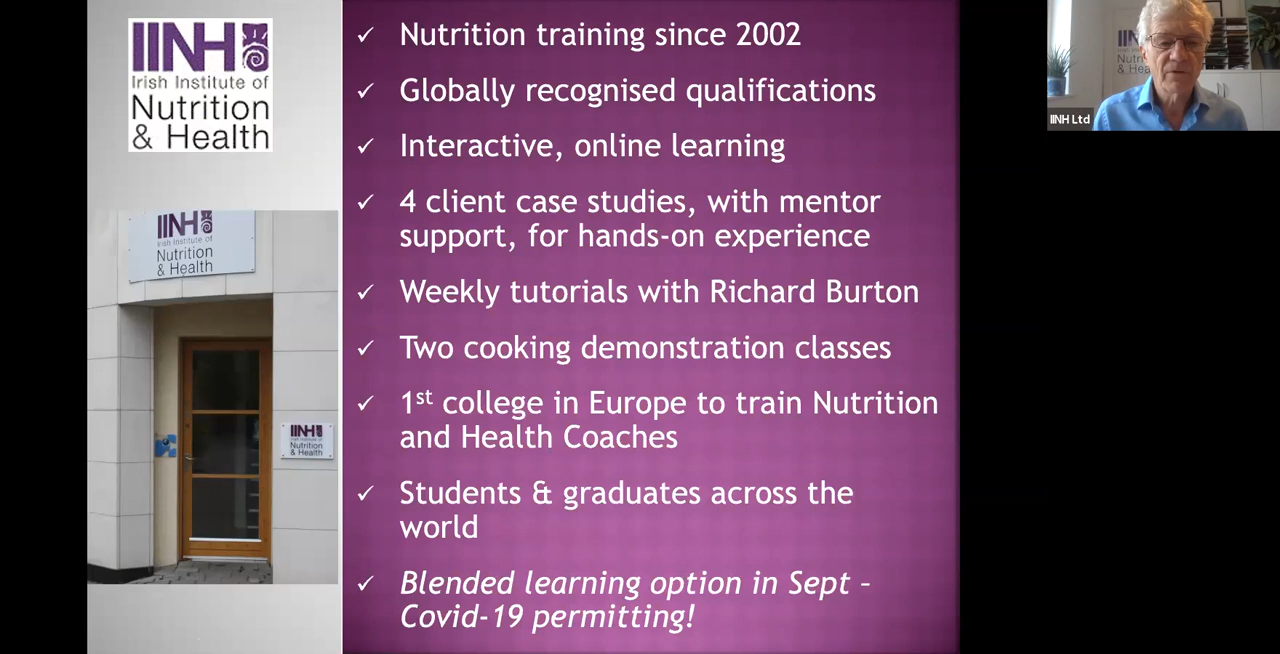 IINH
Irish Institute of
Nutrition
& Health
Nutrition training since 2002
Globally recognised qualifications
Interactive, online learning
4 client case studies, with mentor
support, for hands-on experience
Weekly tutorials with Richard Burton
Two cooking demonstration classes
1st college in Europe to train Nutrition
and Health Coaches
Students & graduates across the
world
Blended learning option in Sept –
Covid-19 permitting!
IINH
Irish Institute of
Nutrition
& Health
IINH
Irish Institute of
Nutrition
& Health
IINH Ltd